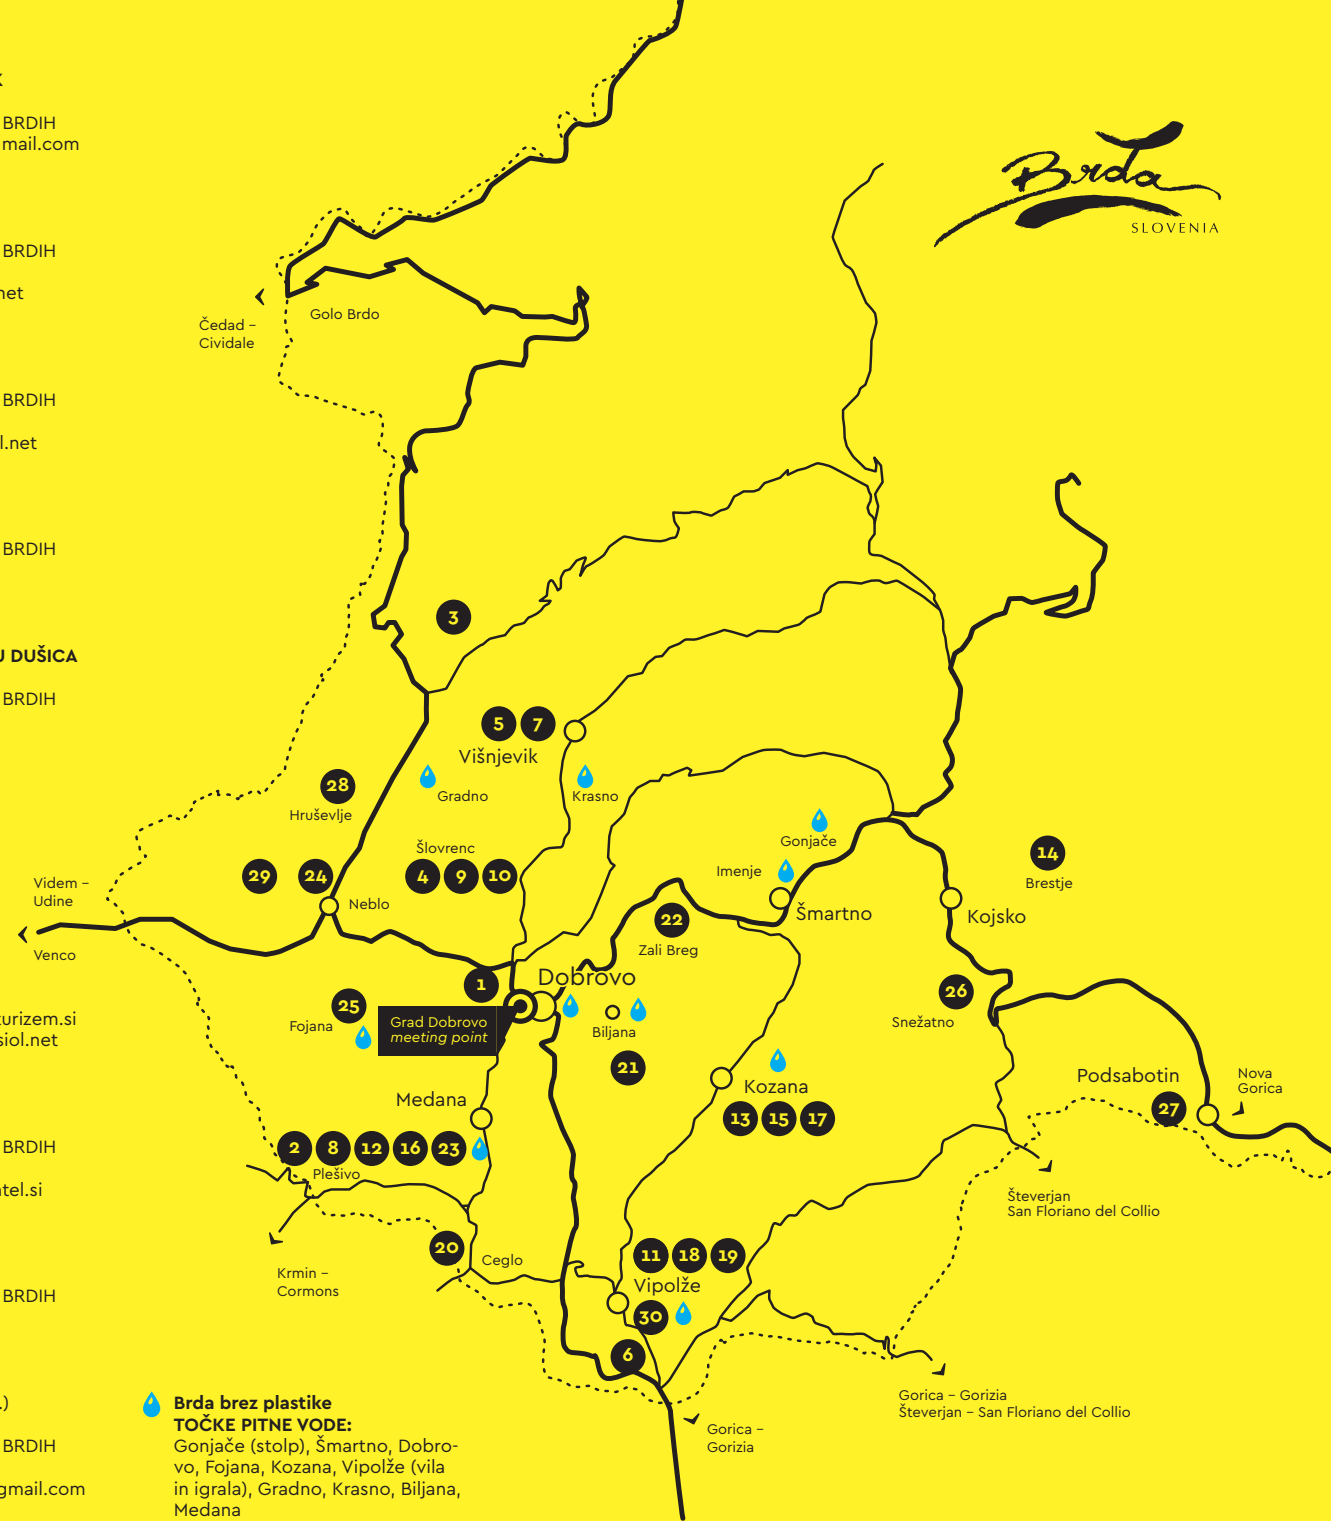 K
BRDIH
mail.com
BRDIH
net
BRDIH
l.net
BRDIH
U DUŠICA
BRDIH
turizem.si
siol.net
BRDIH
tel.si
BRDIH
.)
BRDIH
gmail.com
Brda
SLOVENIA
Čedad –
Cividale
Golo Brdo
3
5 7
Višnjevik
28
Hruševlje
Gradno
Krasno
Gonjače
Šlovrenc
29 24
4 9 10
Imenje
14
Brestje
Videm –
Udine
Neblo
Šmartno
Kojsko
22
Zali Breg
Venco
1
Dobrovo
26
Snežatno
25
Fojana
Grad Dobrovo
meeting point
Biljana
21
Kozana
13 15 17
Podsabotin
27
Nova
Gorica
Medana
2 8 12 16 23
Plešivo
Števerjan
San Floriano del Collio
20
Ceglo
11 18 19
Vipolže
30
Krmin –
Cormons
6
Gorica – Gorizia
Števerjan – San Floriano del Collio
Gorica –
Gorizia
Brda brez plastike
TOČKE PITNE VODE:
Gonjače (stolp), Šmartno, Dobro-
vo, Fojana, Kozana, Vipolže (vila
in igrala), Gradno, Krasno, Biljana,
Medana